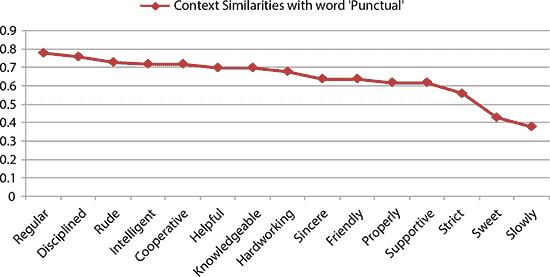 Context Similarities with word 'Punctual'
0.9
0.8
0.7
0.6
0.5
0.4
0.3
0.2
0.1
0
Regular
Disciplined
Rude
Intelligent
Cooperative
Helpful
Knowledgeable
Hardworking
Sincere
Friendly
Properly
Supportive
Strict
Sweet
Slowly